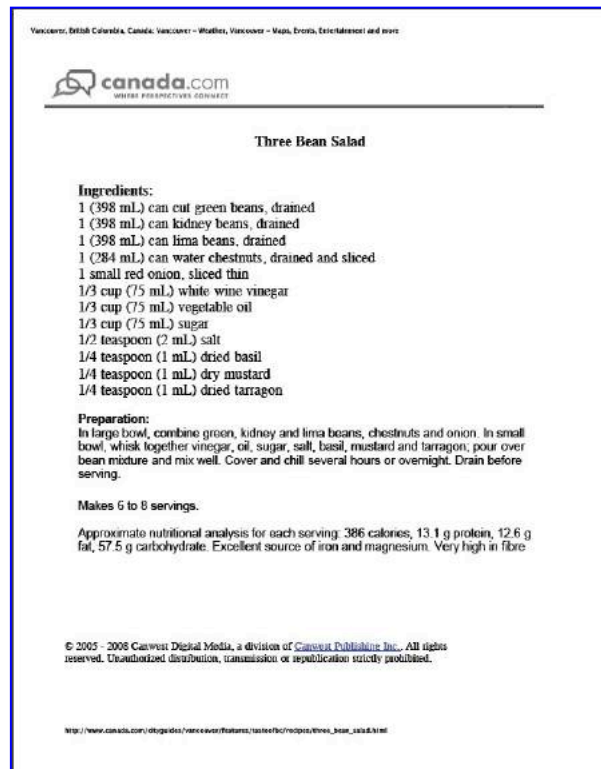 Vancouver, British Columbia, Canada: Vancouver – Weather, Vancouver – Maps, Events, Entertainment and more
canada.com
WHERE PERSPECTIVES CONNECT
Three Bean Salad
Ingredients:
1 (398 mL) can cut green beans, drained
1 (398 mL) can kidney beans, drained
1 (398 mL) can lima beans, drained
1 (284 mL) can water chestnuts, drained and sliced
1 small red onion, sliced thin
1/3 cup (75 mL) white wine vinegar
1/3 cup (75 mL) vegetable oil
1/3 cup (75 mL) sugar
1/2 teaspoon (2 mL) salt
1/4 teaspoon (1 mL) dried basil
1/4 teaspoon (1 mL) dry mustard
1/4 teaspoon (1 mL) dried tarragon
Preparation:
In large bowl, combine green, kidney and lima beans, chestnuts and onion. In small
bowl, whisk together vinegar, oil, sugar, salt, basil, mustard and tarragon; pour over
bean mixture and mix well. Cover and chill several hours or overnight. Drain before
serving.
Makes 6 to 8 servings.
Approximate nutritional analysis for each serving: 386 calories, 13.1 g protein, 12.6 g
fat, 57.5 g carbohydrate. Excellent source of iron and magnesium. Very high in fibre
© 2005 - 2008 Canwest Digital Media, a division of Canwest Publishing Inc.. All rights
reserved. Unauthorized distribution, transmission or republication strictly prohibited.
http://www.canada.com/cityguides/vancouver/features/tasteofbc/recipes/three_bean_salad.html